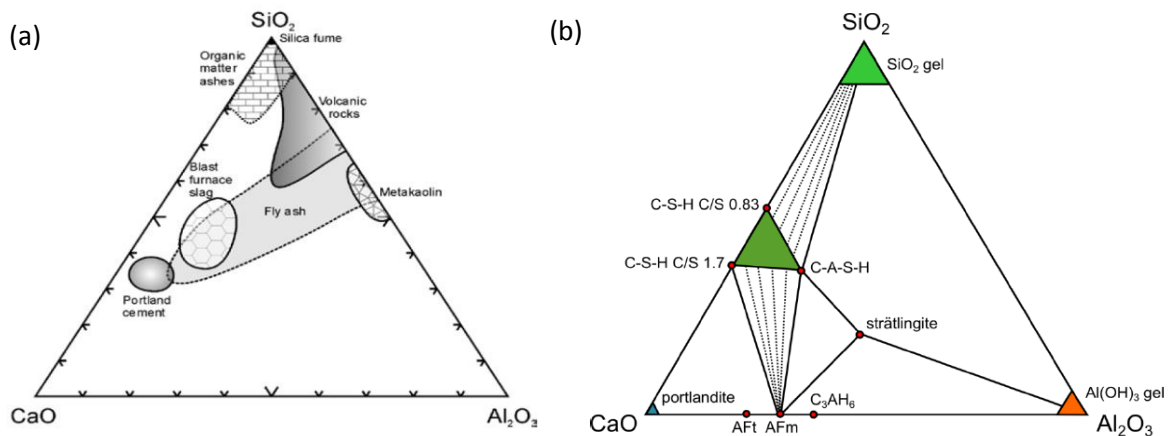 (a)
SiO₂
Silica fume
Organic
matter
ashes
Volcanic
rocks
Blast
furnace
slag
Metakaolin
Fly ash
Portland
cement
CaO
Al₂O₃
(b)
SiO₂
SiO₂ gel
C-S-H C/S 0.83
C-S-H C/S 1.7
C-A-S-H
strätlingite
portlandite
C₃AH₆
Al(OH)₃ gel
CaO
AFt
AFm
Al₂O₃